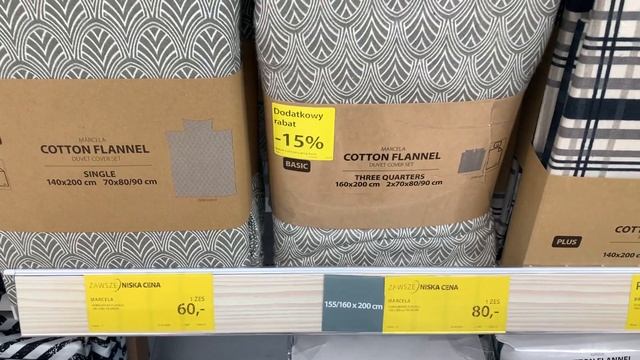 MARCELA
COTTON FLANNEL
DUVET COVER SET
SINGLE
140x200 cm 70x80/90 cm
Dodatkowy
rabat
-15%
BASIC
MARCELA
COTTON FLANNEL
DUVET COVER SET
THREE QUARTERS
160x200 cm 2x70x80/90 cm
PLUS
COTT
140x200 c
ZAWSZE NISKA CENA
MARCELA
1 ZES
60,-
155/160 x 200 cm
ZAWSZE NISKA CENA
MARCELA
1 ZES
80,-